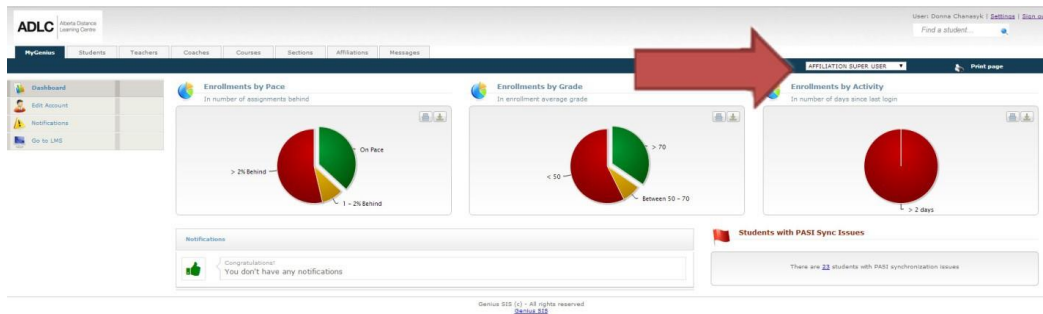 User: Donna Chanasyk | Settings | Sign ou
ADLC Alberta Distance
Learning Centre
Find a student...
MyGenius Students Teachers Coaches Courses Sections Affiliations Messages
AFFILIATION SUPER USER Print page
Dashboard
Edit Account
Notifications
Go to LMS
Enrollments by Pace
In number of assignments behind
On Pace
> 2% Behind
1 - 2% Behind
Enrollments by Grade
In enrollment average grade
> 70
< 50
Between 50 - 70
Enrollments by Activity
In number of days since last login
> 2 days
Notifications
Congratulations!
You don't have any notifications
Students with PASI Sync Issues
There are 23 students with PASI synchronization issues
Genius SIS (c) - All rights reserved
Genius SIS